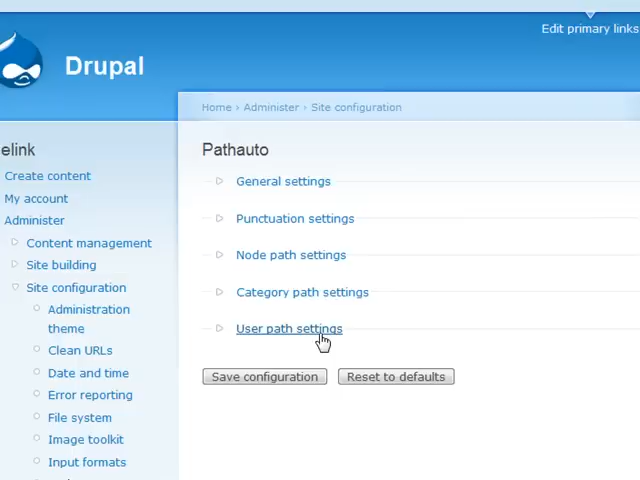 Edit primary links
Drupal
Home › Administer › Site configuration
elink
Create content
My account
Administer
Content management
Site building
Site configuration
Administration
theme
Clean URLs
Date and time
Error reporting
File system
Image toolkit
Input formats
Pathauto
General settings
Punctuation settings
Node path settings
Category path settings
User path settings
Save configuration
Reset to defaults